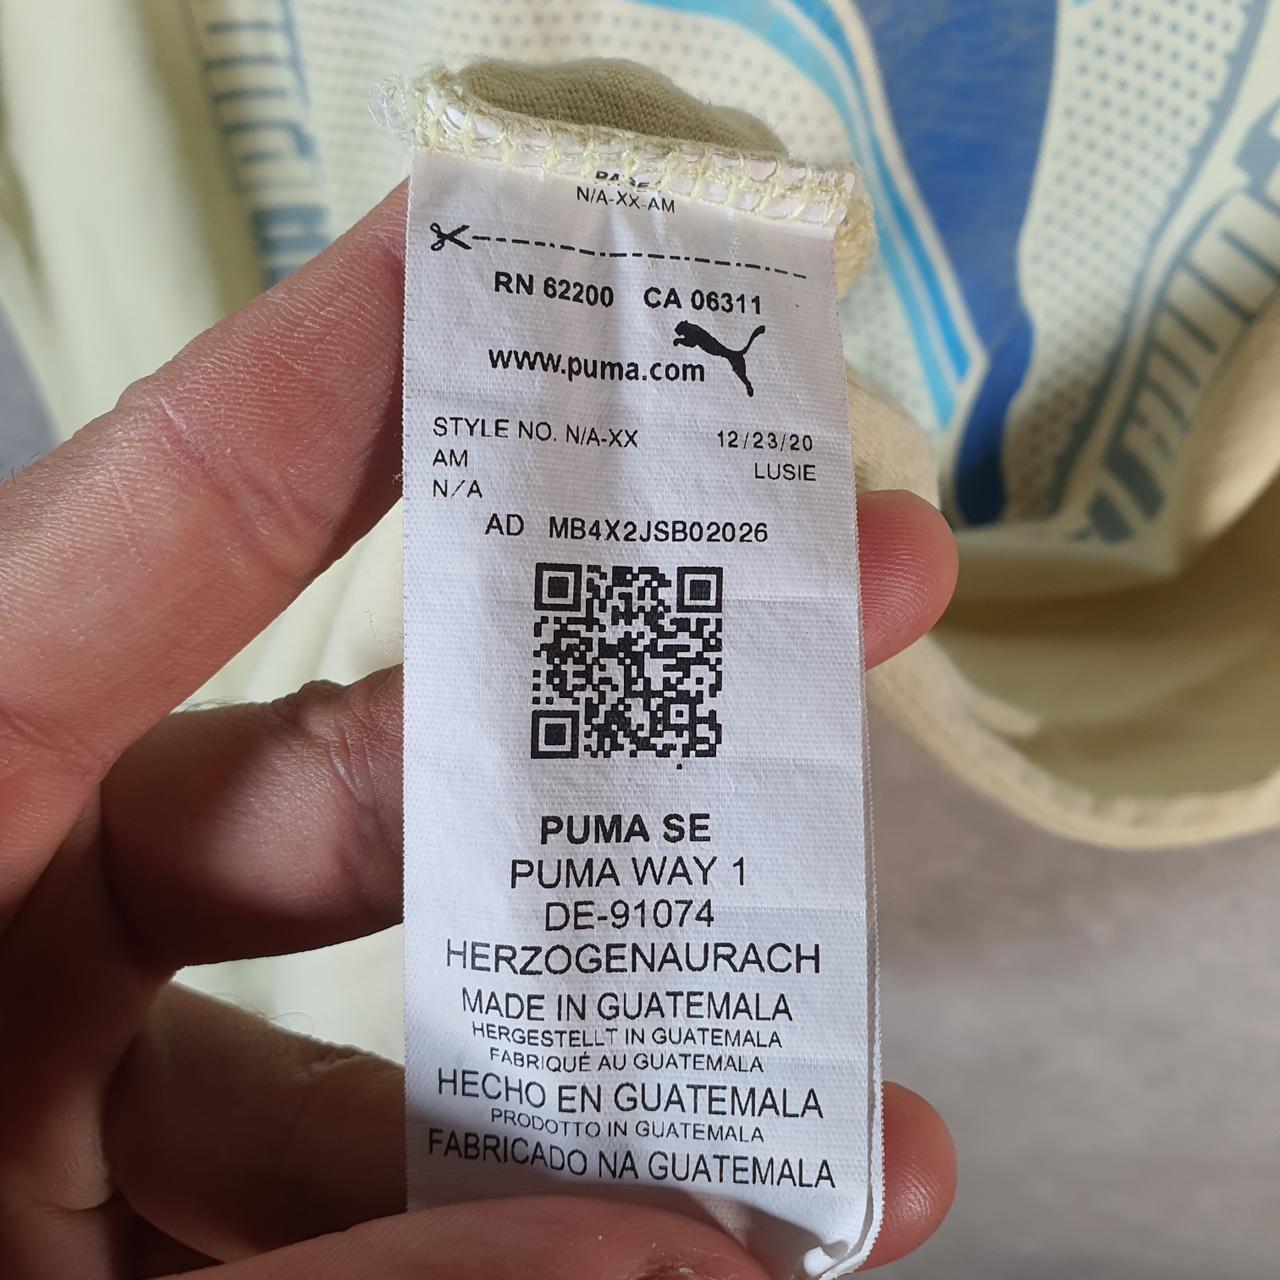 N/A-XX-AM
RN 62200 CA 06311
www.puma.com
STYLE NO. N/A-XX 12/23/20
AM LUSIE
N/A
AD MB4X2JSB02026
PUMA SE
PUMA WAY 1
DE-91074
HERZOGENAURACH
MADE IN GUATEMALA
HERGESTELLT IN GUATEMALA
FABRIQUÉ AU GUATEMALA
HECHO EN GUATEMALA
PRODOTTO IN GUATEMALA
FABRICADO NA GUATEMALA